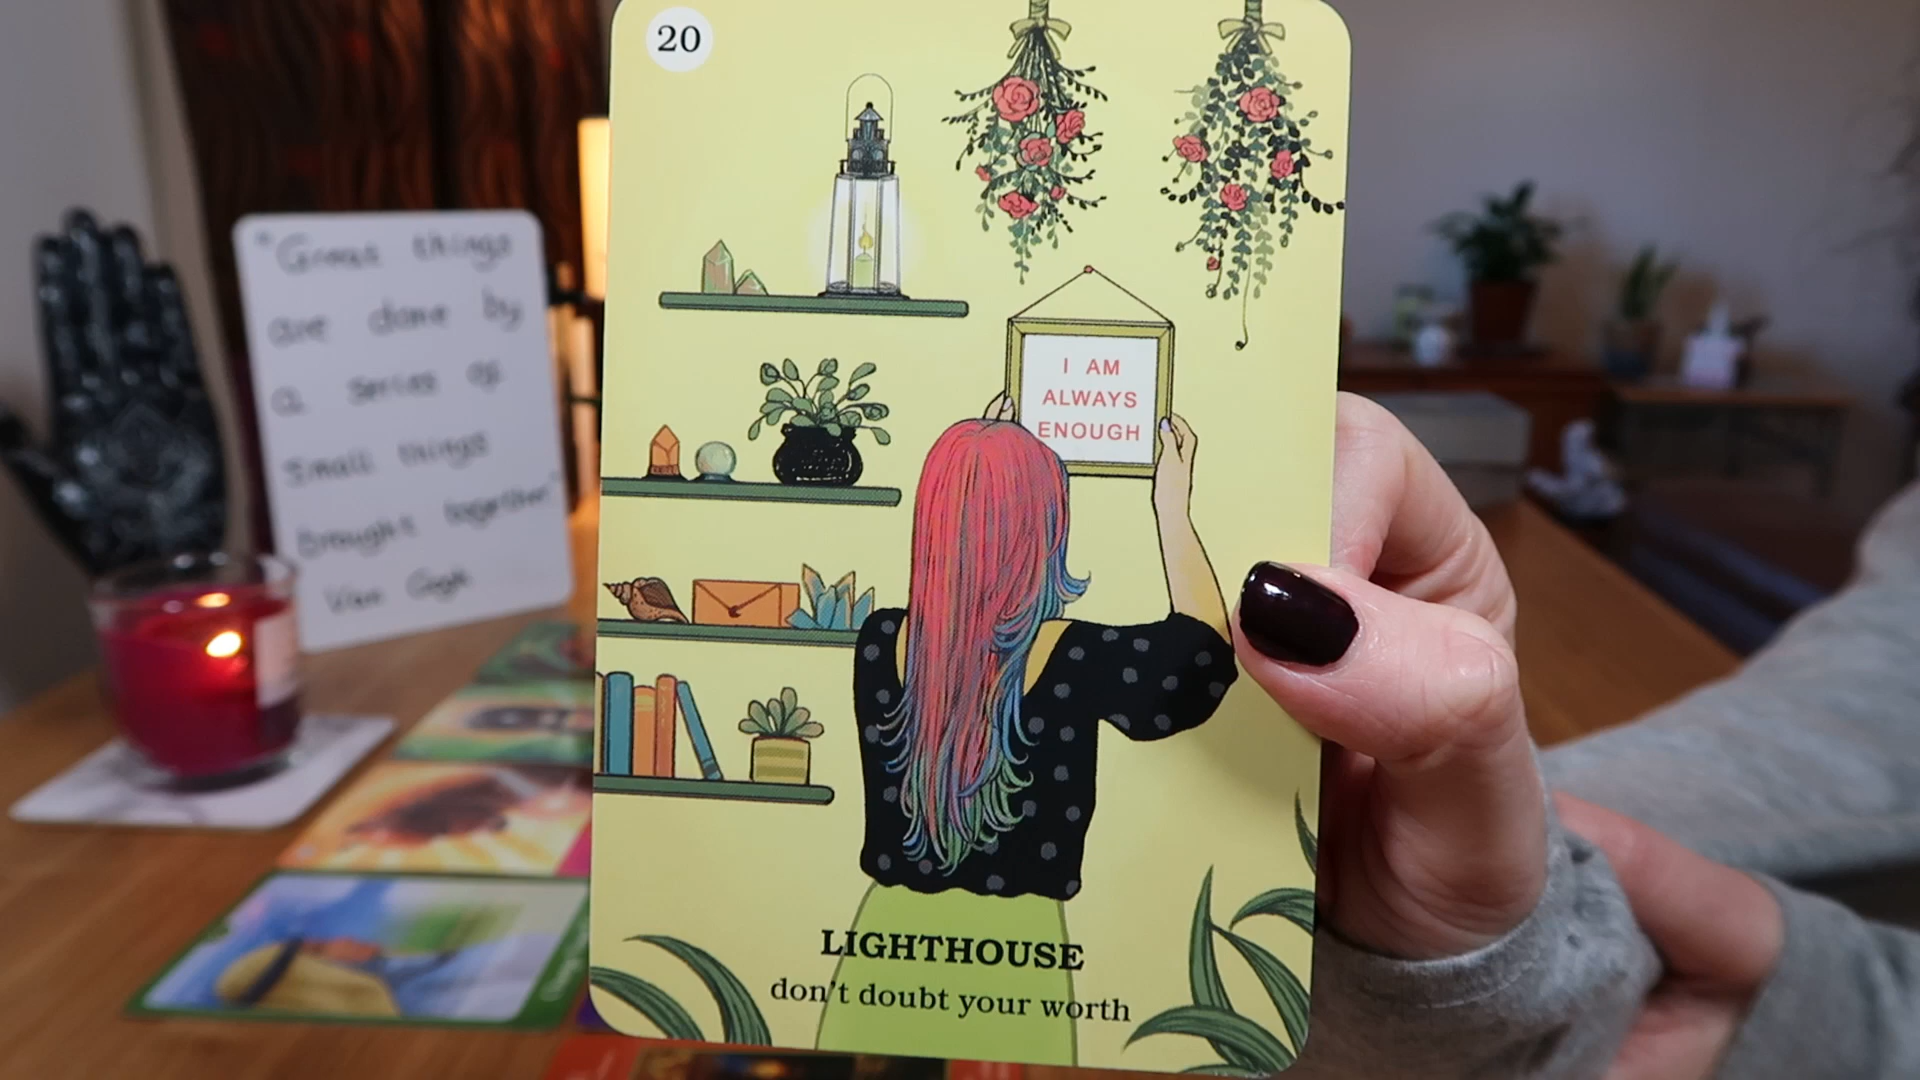 20
I AM
ALWAYS
ENOUGH
LIGHTHOUSE
don't doubt your worth
"Great things
are done by
a series of
Small things
brought together"
Van Gogh